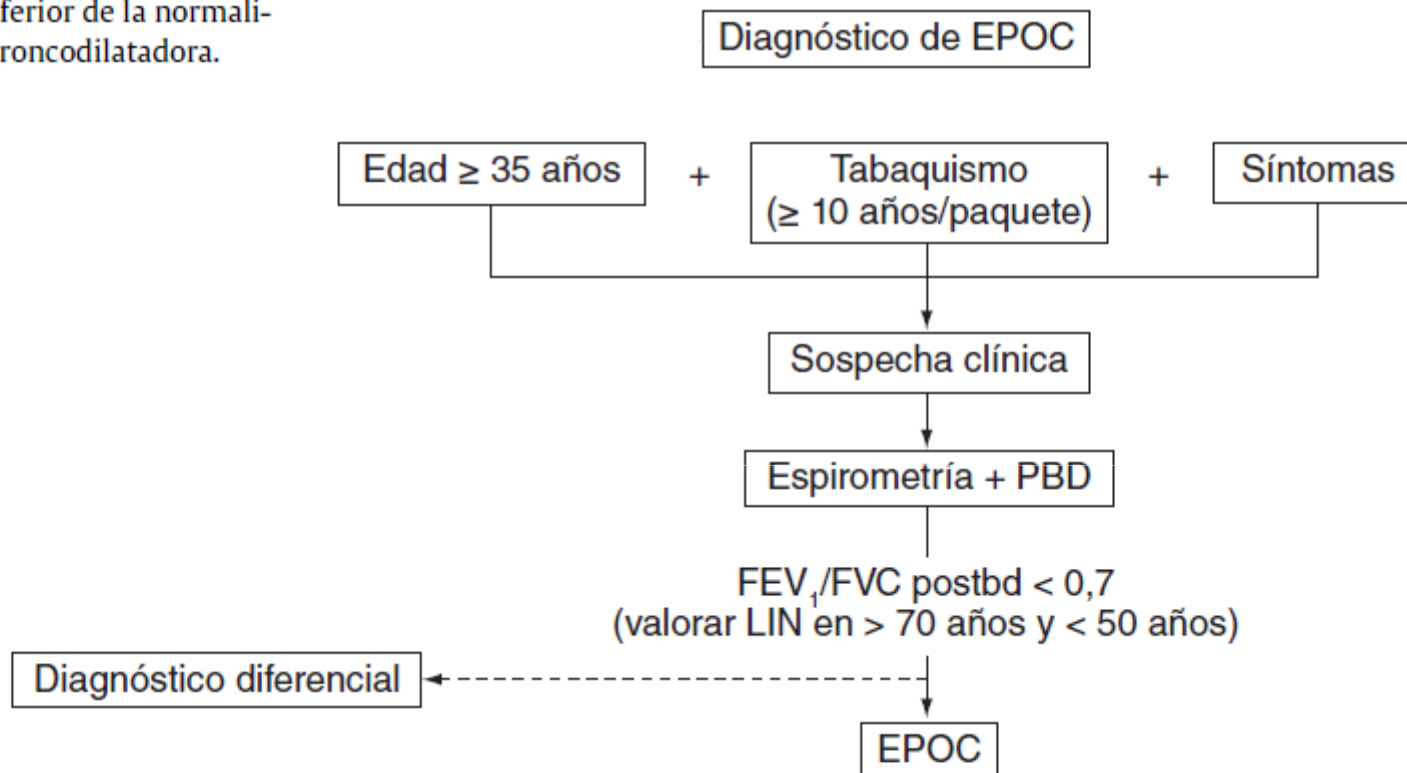 ferior de la normali-
roncodilatadora.
Diagnóstico de EPOC
Edad ≥ 35 años + Tabaquismo (≥ 10 años/paquete) + Síntomas
Sospecha clínica
Espirometría + PBD
FEV₁/FVC postbd < 0,7
(valorar LIN en > 70 años y < 50 años)
Diagnóstico diferencial
EPOC